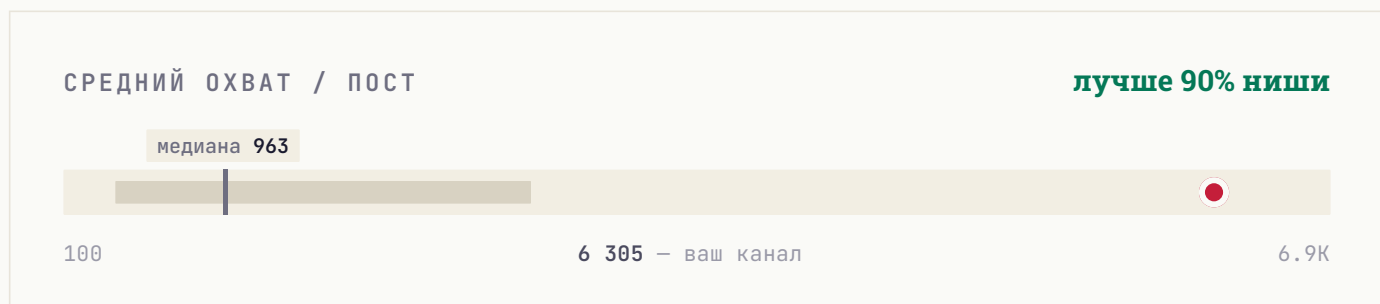 СРЕДНИЙ ОХВАТ / ПОСТ
лучше 90% ниши
медиана 963
100
6 305 — ваш канал
6.9K